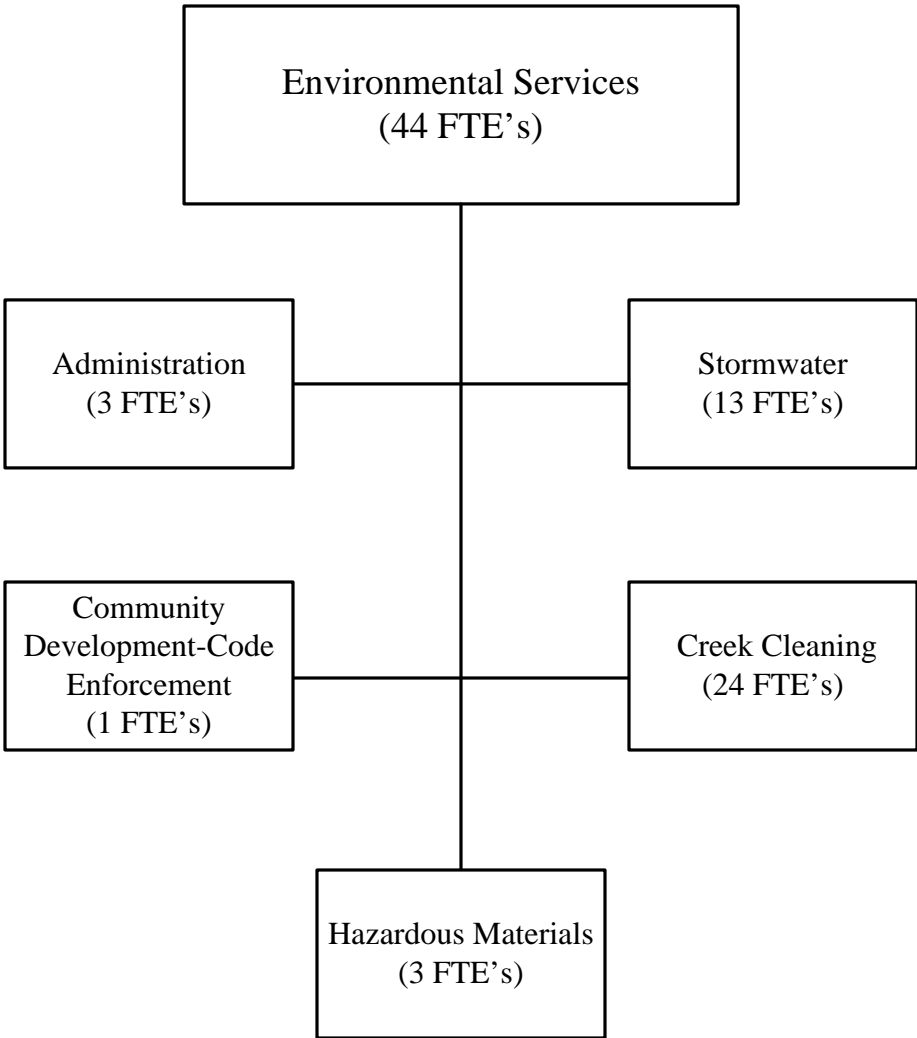 Environmental Services
(44 FTE’s)
Administration
(3 FTE’s)
Stormwater
(13 FTE’s)
Community
Development-Code
Enforcement
(1 FTE’s)
Creek Cleaning
(24 FTE’s)
Hazardous Materials
(3 FTE’s)